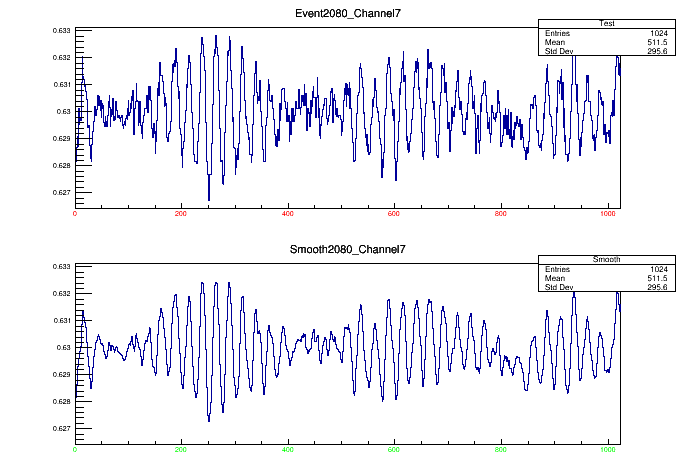 Event2080_Channel7
Test
Entries 1024
Mean 511.5
Std Dev 295.6
0.633
0.632
0.631
0.63
0.629
0.628
0.627
0 200 400 600 800 1000
Smooth2080_Channel7
Smooth
Entries 1024
Mean 511.5
Std Dev 295.6
0.633
0.632
0.631
0.63
0.629
0.628
0.627
0 200 400 600 800 1000